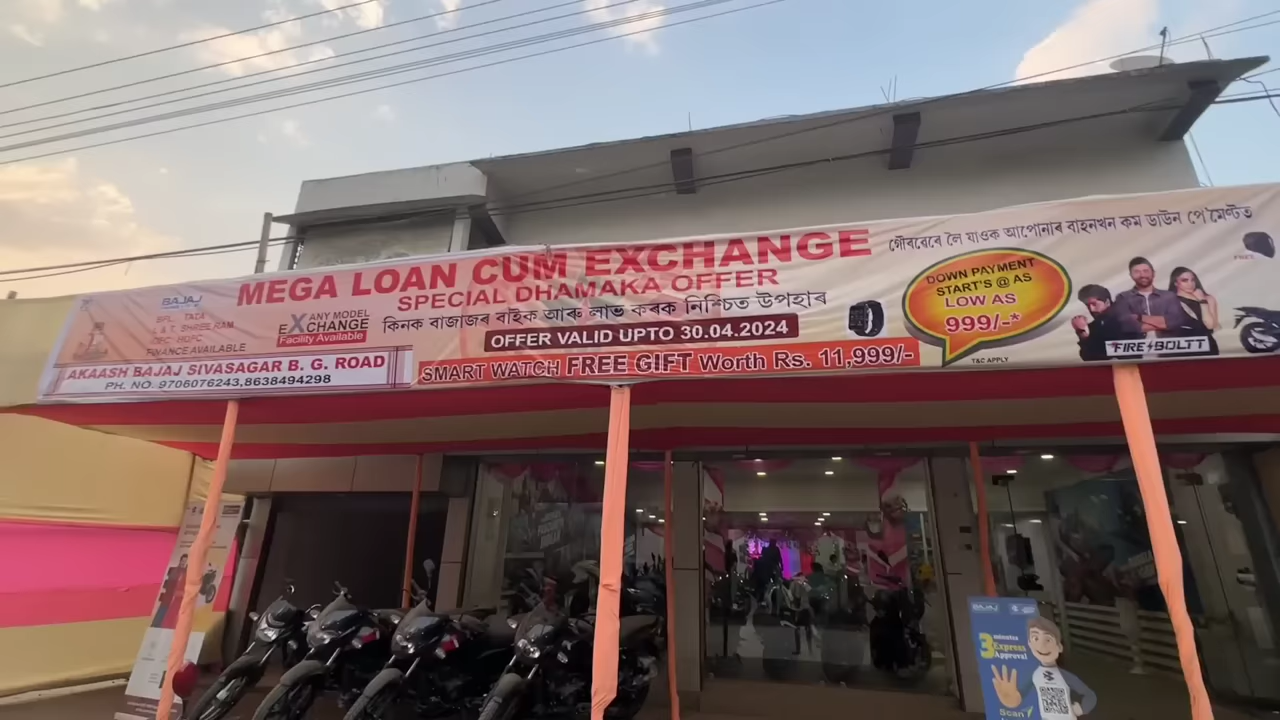 MEGA LOAN CUM EXCHANGE
SPECIAL DHAMAKA OFFER
কিনক বাজাজৰ বাইক আৰু লাভ কৰক নিশ্চিত উপহাৰ
OFFER VALID UPTO 30.04.2024
SMART WATCH FREE GIFT Worth Rs. 11,999/-
BAJAJ
BFL, TATA
L & T, SHREE RAM
HDFC
FINANCE AVAILABLE
ANY MODEL
EXCHANGE
Facility Available
AKAASH BAJAJ SIVASAGAR B. G. ROAD
PH. NO. 9706076243,8638494298
গৌৰৱেৰে লৈ যাওক আপোনাৰ বাহনখন কম ডাউন পে'মেণ্টত
DOWN PAYMENT
START'S @ AS
LOW AS
999/-*
T&C APPLY
FIRE BOLTT
FREE
BAJAJ
3 minutes
Express
Approval
Scan